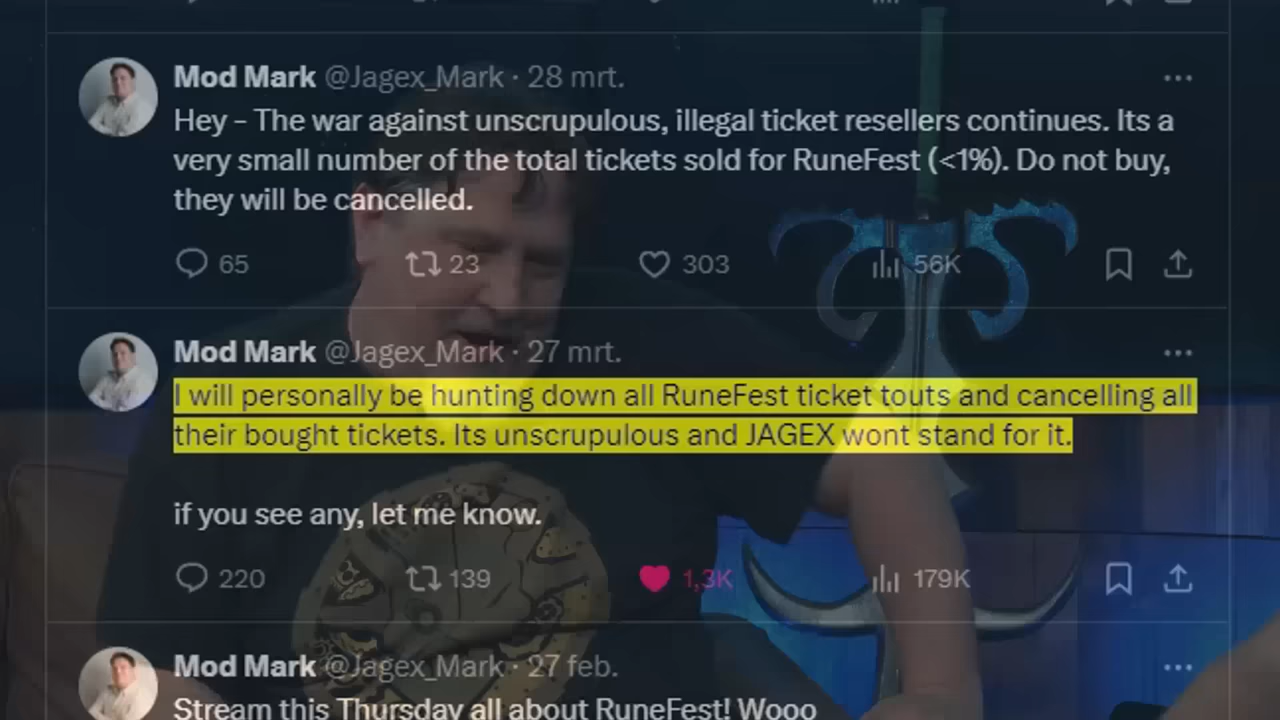 Mod Mark @Jagex_Mark · 28 mrt.
Hey – The war against unscrupulous, illegal ticket resellers continues. Its a
very small number of the total tickets sold for RuneFest (<1%). Do not buy,
they will be cancelled.
65 23 303 56K
Mod Mark @Jagex_Mark · 27 mrt.
I will personally be hunting down all RuneFest ticket touts and cancelling all
their bought tickets. Its unscrupulous and JAGEX wont stand for it.
if you see any, let me know.
220 139 1,3K 179K
Mod Mark @Jagex_Mark · 27 feb.
Stream this Thursday all about RuneFest! Wooo